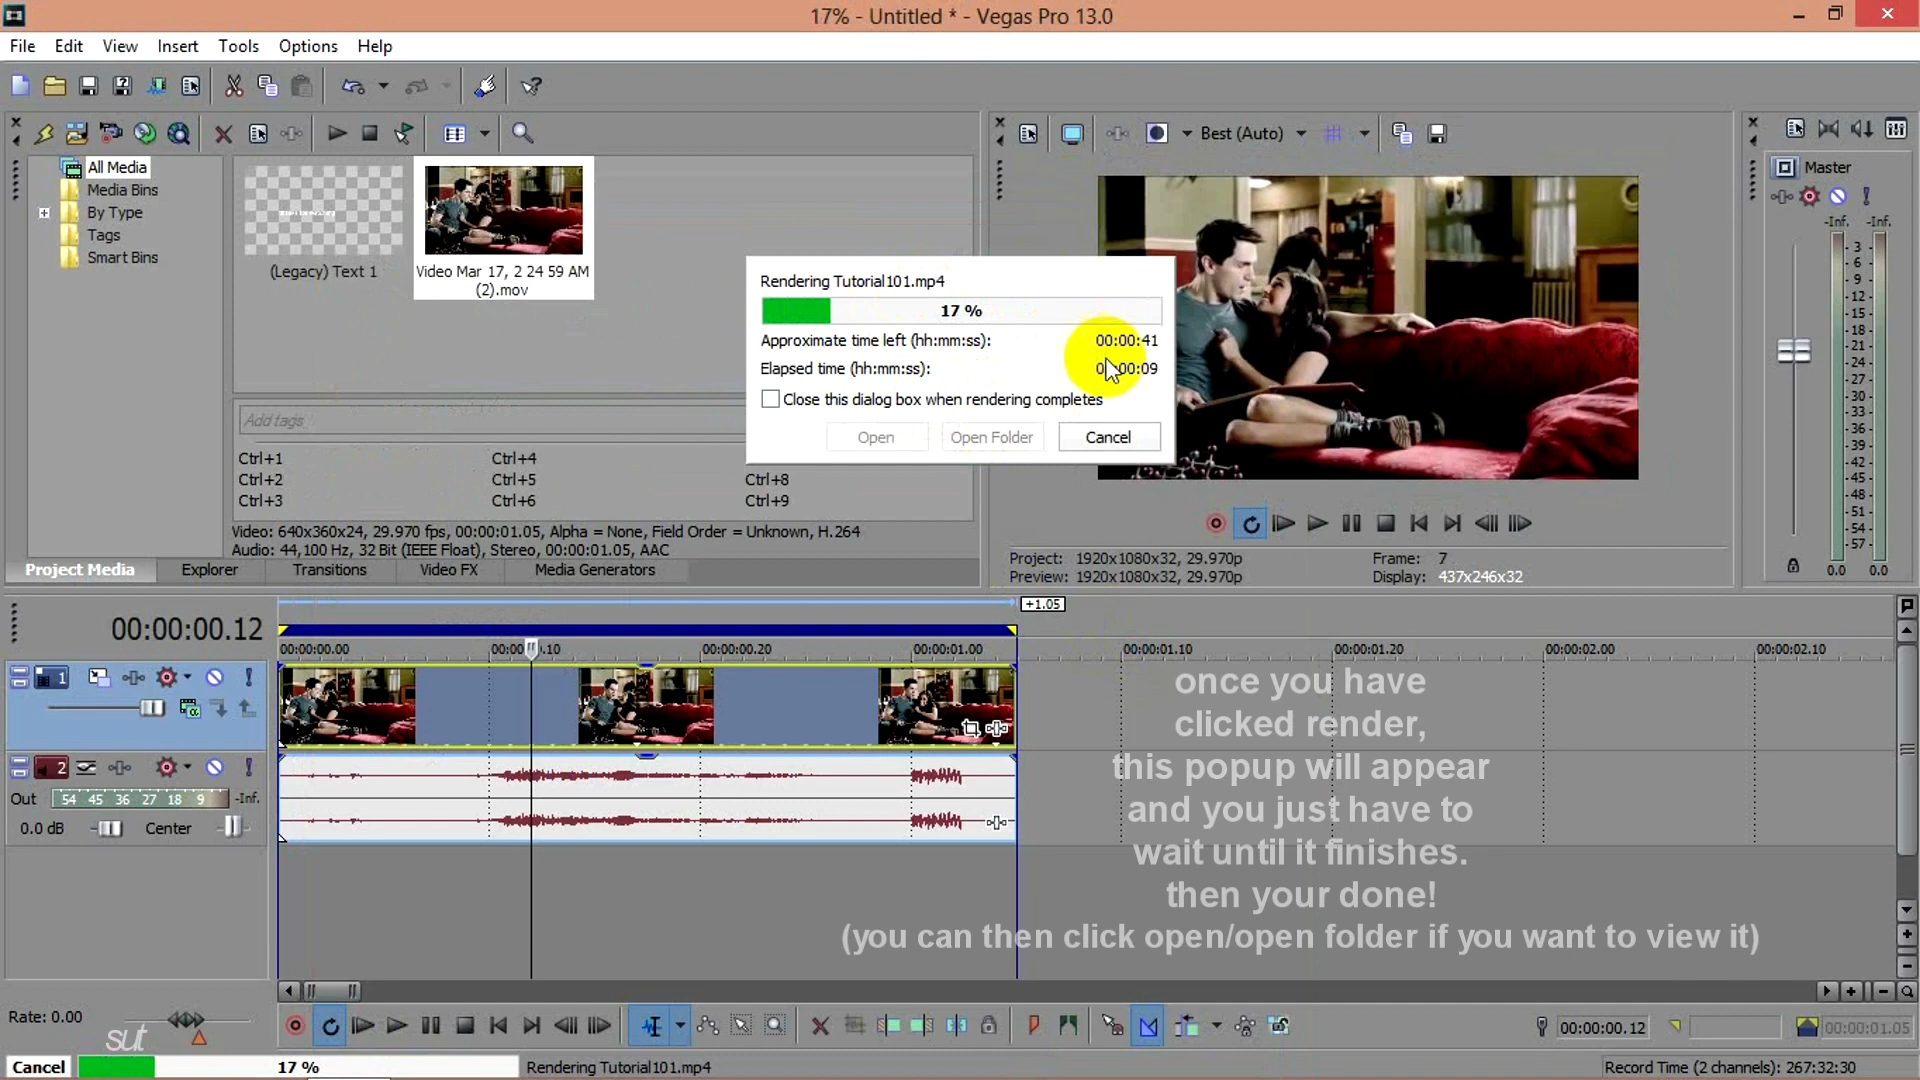 17% - Untitled * - Vegas Pro 13.0
File Edit View Insert Tools Options Help
All Media
Media Bins
By Type
Tags
Smart Bins
(Legacy) Text 1
Video Mar 17, 2 24 59 AM
(2).mov
Add tags
Ctrl+1 Ctrl+4
Ctrl+2 Ctrl+5 Ctrl+8
Ctrl+3 Ctrl+6 Ctrl+9
Video: 640x360x24, 29.970 fps, 00:00:01.05, Alpha = None, Field Order = Unknown, H.264
Audio: 44,100 Hz, 32 Bit (IEEE Float), Stereo, 00:00:01.05, AAC
Project Media Explorer Transitions Video FX Media Generators
Rendering Tutorial101.mp4
17 %
Approximate time left (hh:mm:ss): 00:00:41
Elapsed time (hh:mm:ss): :00:09
Close this dialog box when rendering completes
Open Open Folder Cancel
Best (Auto)
Project: 1920x1080x32, 29.970p Frame: 7
Preview: 1920x1080x32, 29.970p Display: 437x246x32
Master
-Inf. -Inf.
- 3 -
- 6 -
- 9 -
-12-
-15-
-18-
-21-
-24-
-27-
-30-
-33-
-36-
-39-
-42-
-45-
-48-
-51-
-54-
-57-
0.0 0.0
00:00:00.12
+1.05
00:00:00.00 00:00 .10 00:00:00.20 00:00:01.00 00:00:01.10 00:00:01.20 00:00:02.00 00:00:02.10
1
2
Out 54 45 36 27 18 9 -Inf.
0.0 dB Center
once you have
clicked render,
this popup will appear
and you just have to
wait until it finishes.
then your done!
(you can then click open/open folder if you want to view it)
Rate: 0.00
sut
00:00:00.12 00:00:01.05
Cancel 17 % Rendering Tutorial101.mp4 Record Time (2 channels): 267:32:30